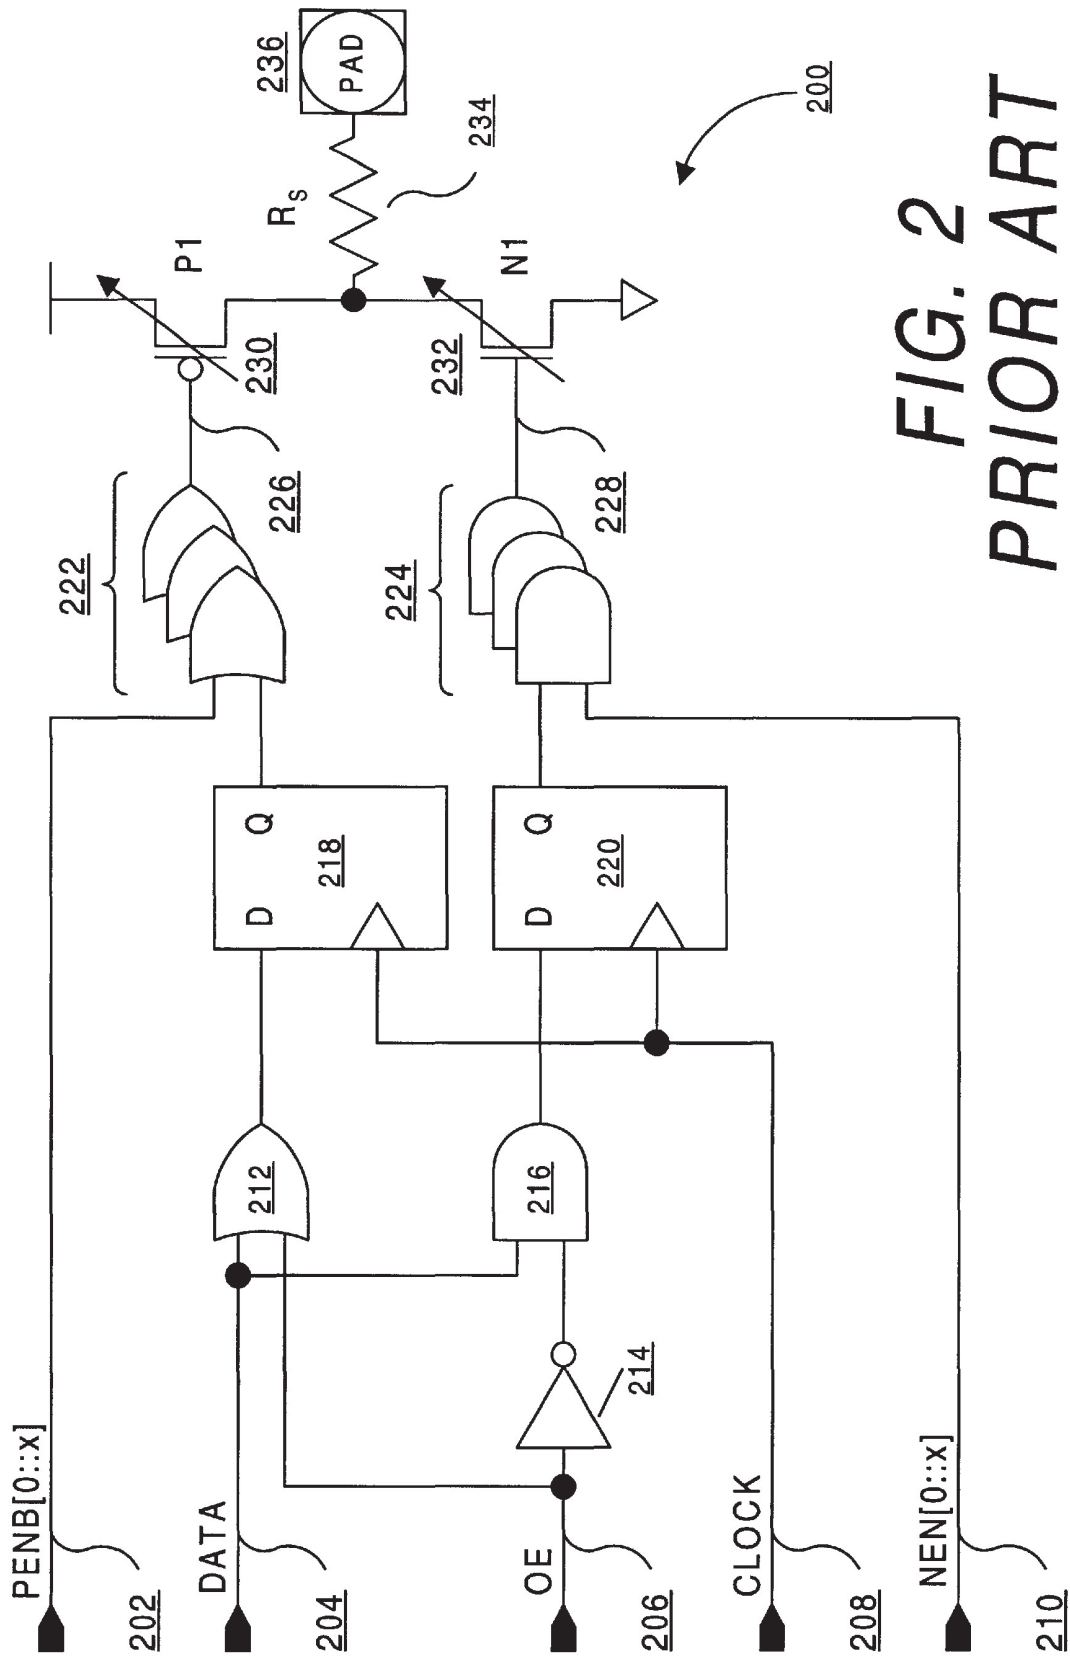 PENB[0::x]
202
DATA
204
OE
206
CLOCK
208
NEN[0::x]
210
212
214
216
D
Q
218
D
Q
220
222
224
226
228
P1
230
N1
232
RS
234
236
PAD
200
FIG. 2
PRIOR ART